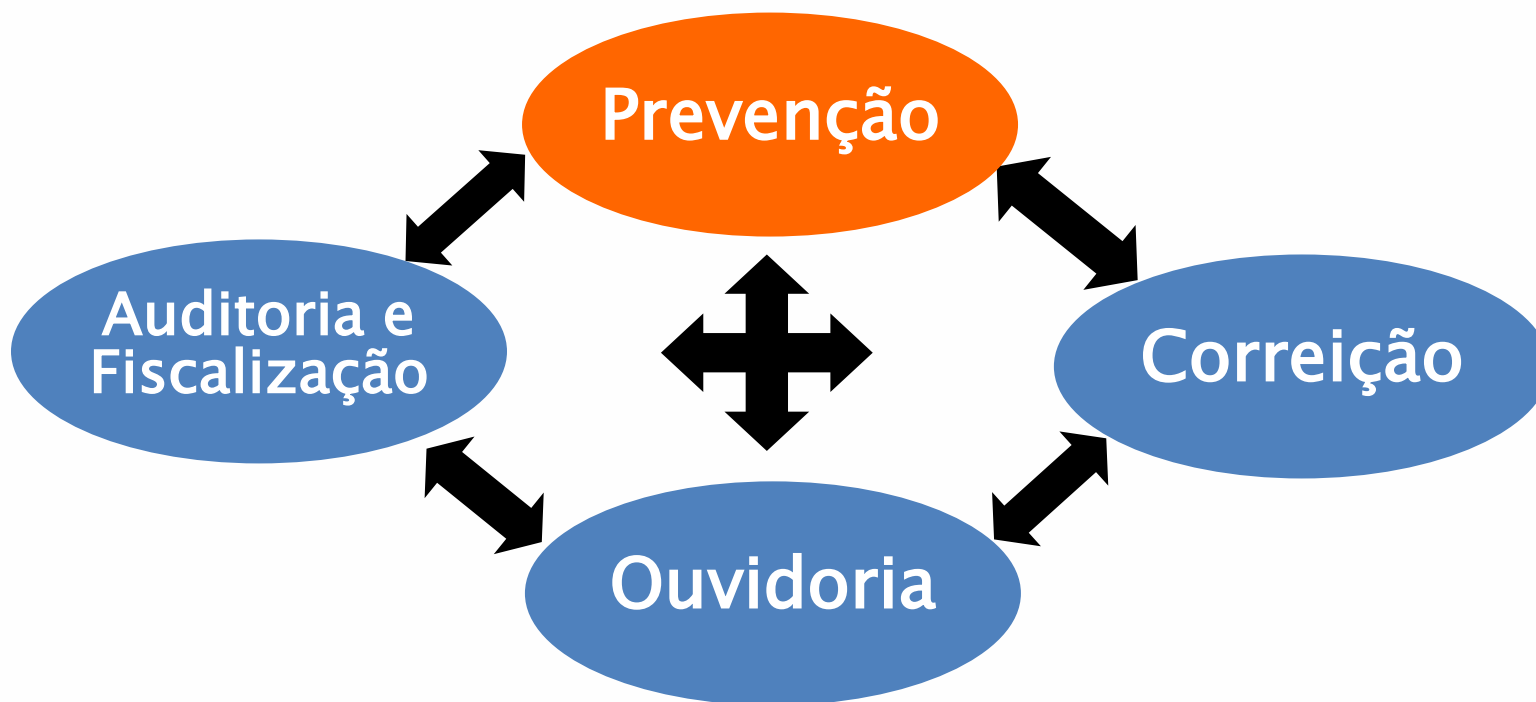 Prevenção
Auditoria e
Fiscalização
Correição
Ouvidoria